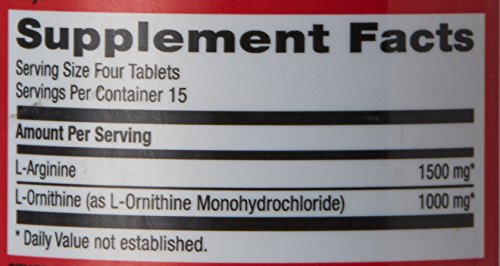 Supplement Facts
Serving Size Four Tablets
Servings Per Container 15
Amount Per Serving
L-Arginine 1500 mg*
L-Ornithine (as L-Ornithine Monohydrochloride) 1000 mg*
* Daily Value not established.